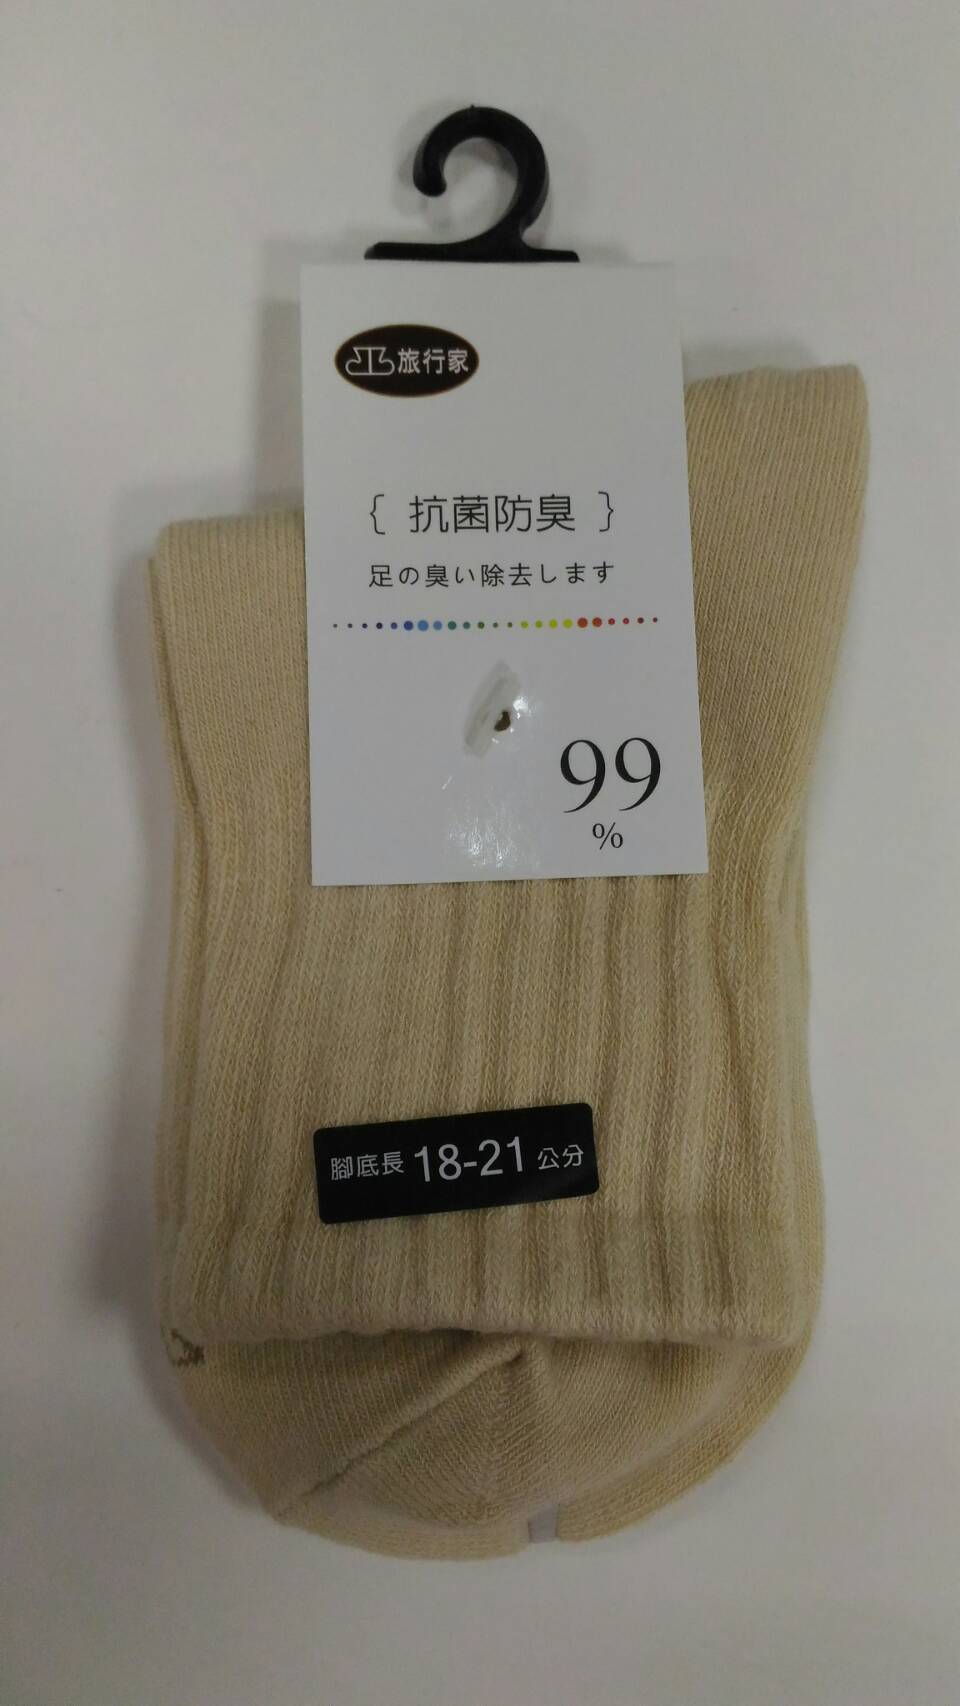 旅行家
{ 抗菌防臭 }
足の臭い除去します
99
%
腳底長 18-21 公分